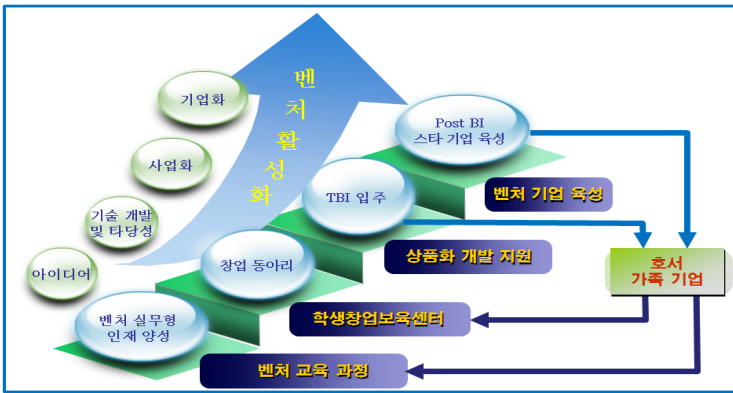 벤처활성화
기업화
사업화
기술 개발
및 타당성
아이디어
Post BI
스타 기업 육성
TBI 입주
창업 동아리
벤처 실무형
인재 양성
벤처 기업 육성
상품화 개발 지원
학생창업보육센터
벤처 교육 과정
호서
가족 기업